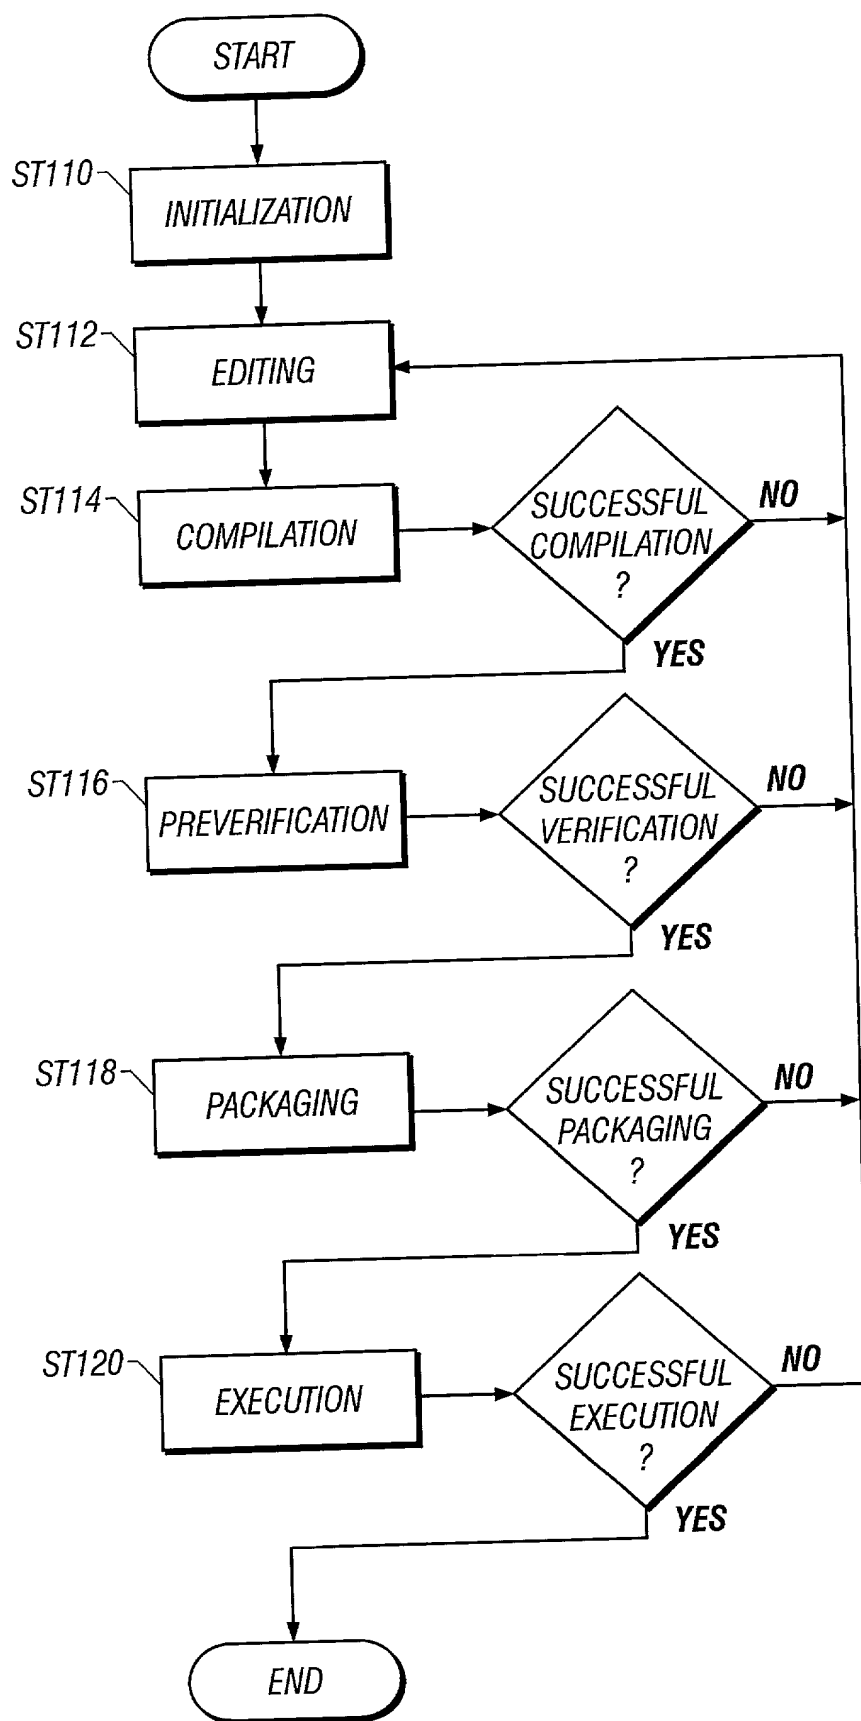 START
ST110
INITIALIZATION
ST112
EDITING
ST114
COMPILATION
SUCCESSFUL
COMPILATION
?
NO
YES
ST116
PREVERIFICATION
SUCCESSFUL
VERIFICATION
?
NO
YES
ST118
PACKAGING
SUCCESSFUL
PACKAGING
?
NO
YES
ST120
EXECUTION
SUCCESSFUL
EXECUTION
?
NO
YES
END